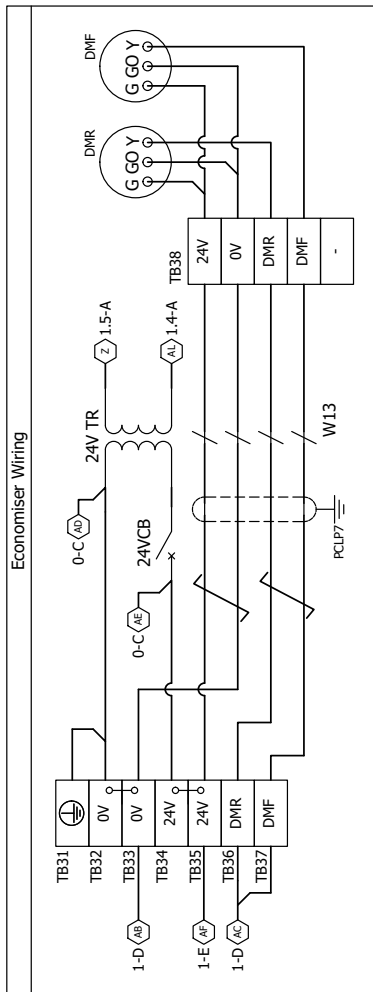 Economiser Wiring
DMF
G GO Y
DMR
G GO Y
TB38
24V
0V
DMR
DMF
-
Z 1.5-A
AL 1.4-A
24V TR
0-C AD
24VCB
0-C AE
W13
PCLP7
TB31
TB32 0V
TB33 0V
TB34 24V
TB35 24V
TB36 DMR
TB37 DMF
1-D AB
1-E AF
1-D AC